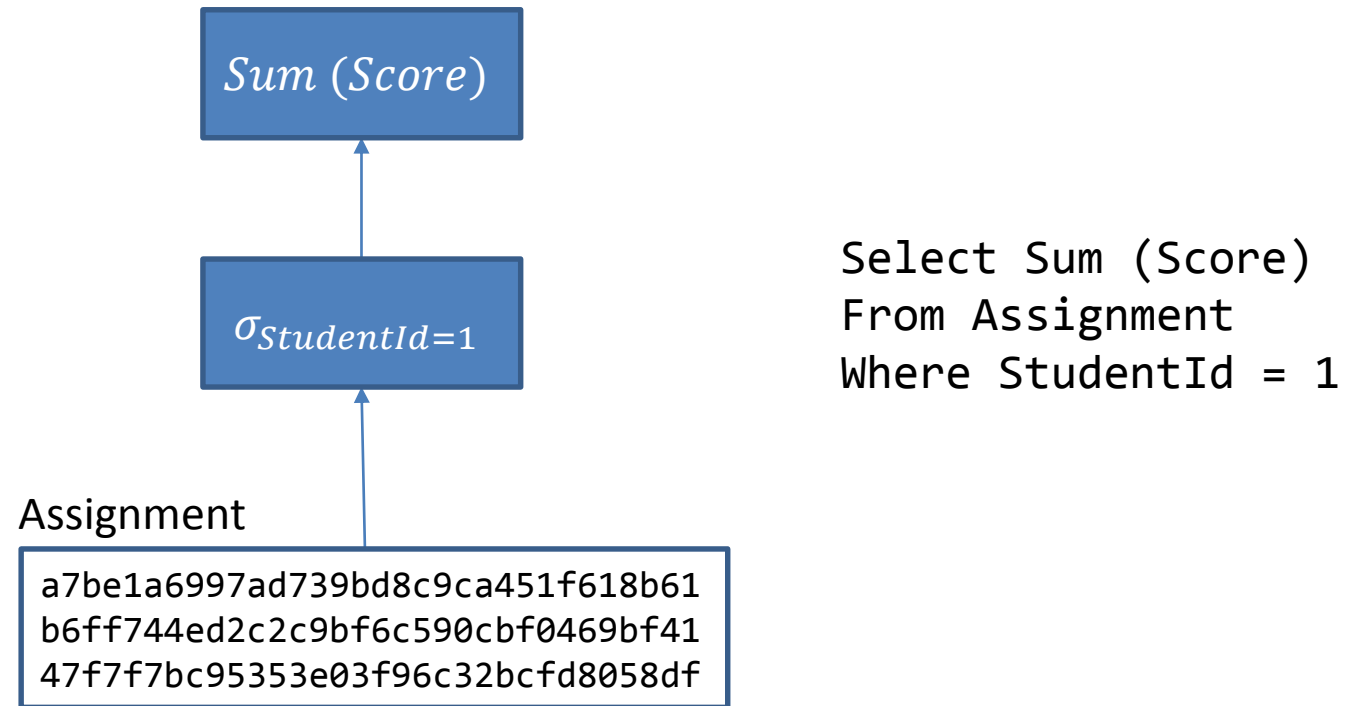 Sum (Score)
σStudentId=1
Select Sum (Score)
From Assignment
Where StudentId = 1
Assignment
a7be1a6997ad739bd8c9ca451f618b61
b6ff744ed2c2c9bf6c590cbf0469bf41
47f7f7bc95353e03f96c32bcfd8058df